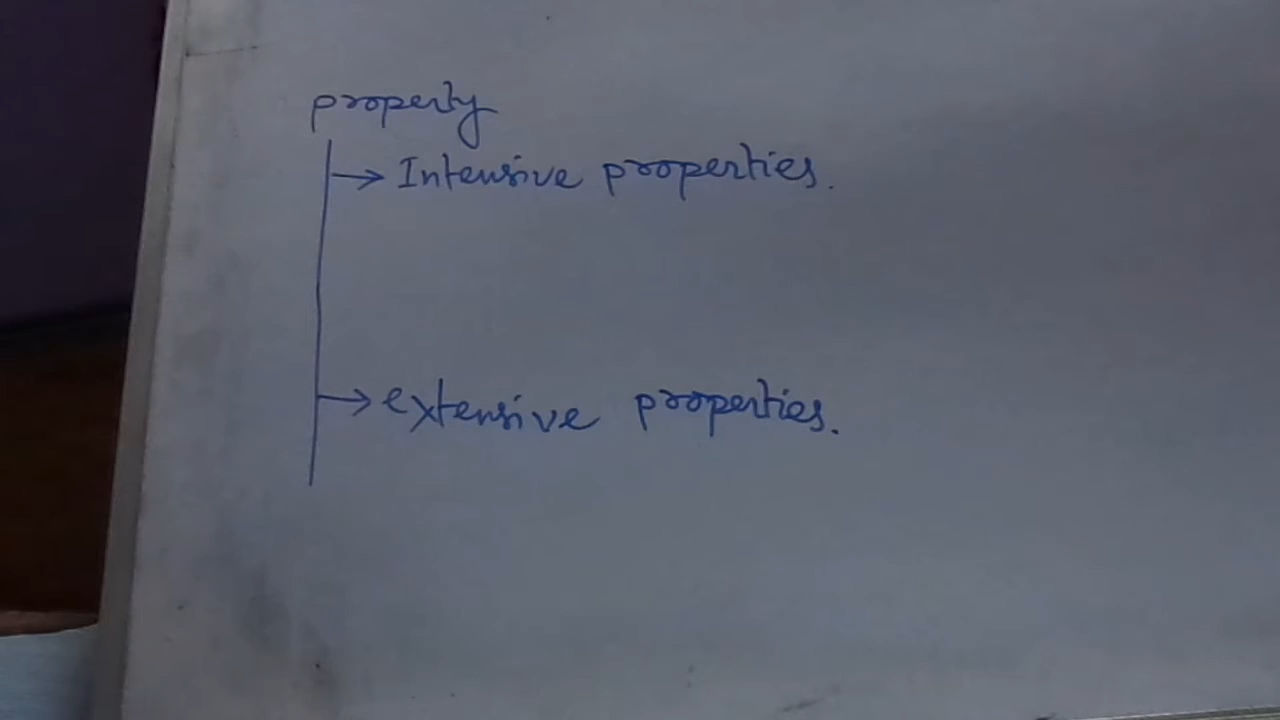 property
→ Intensive properties.
→ extensive properties.